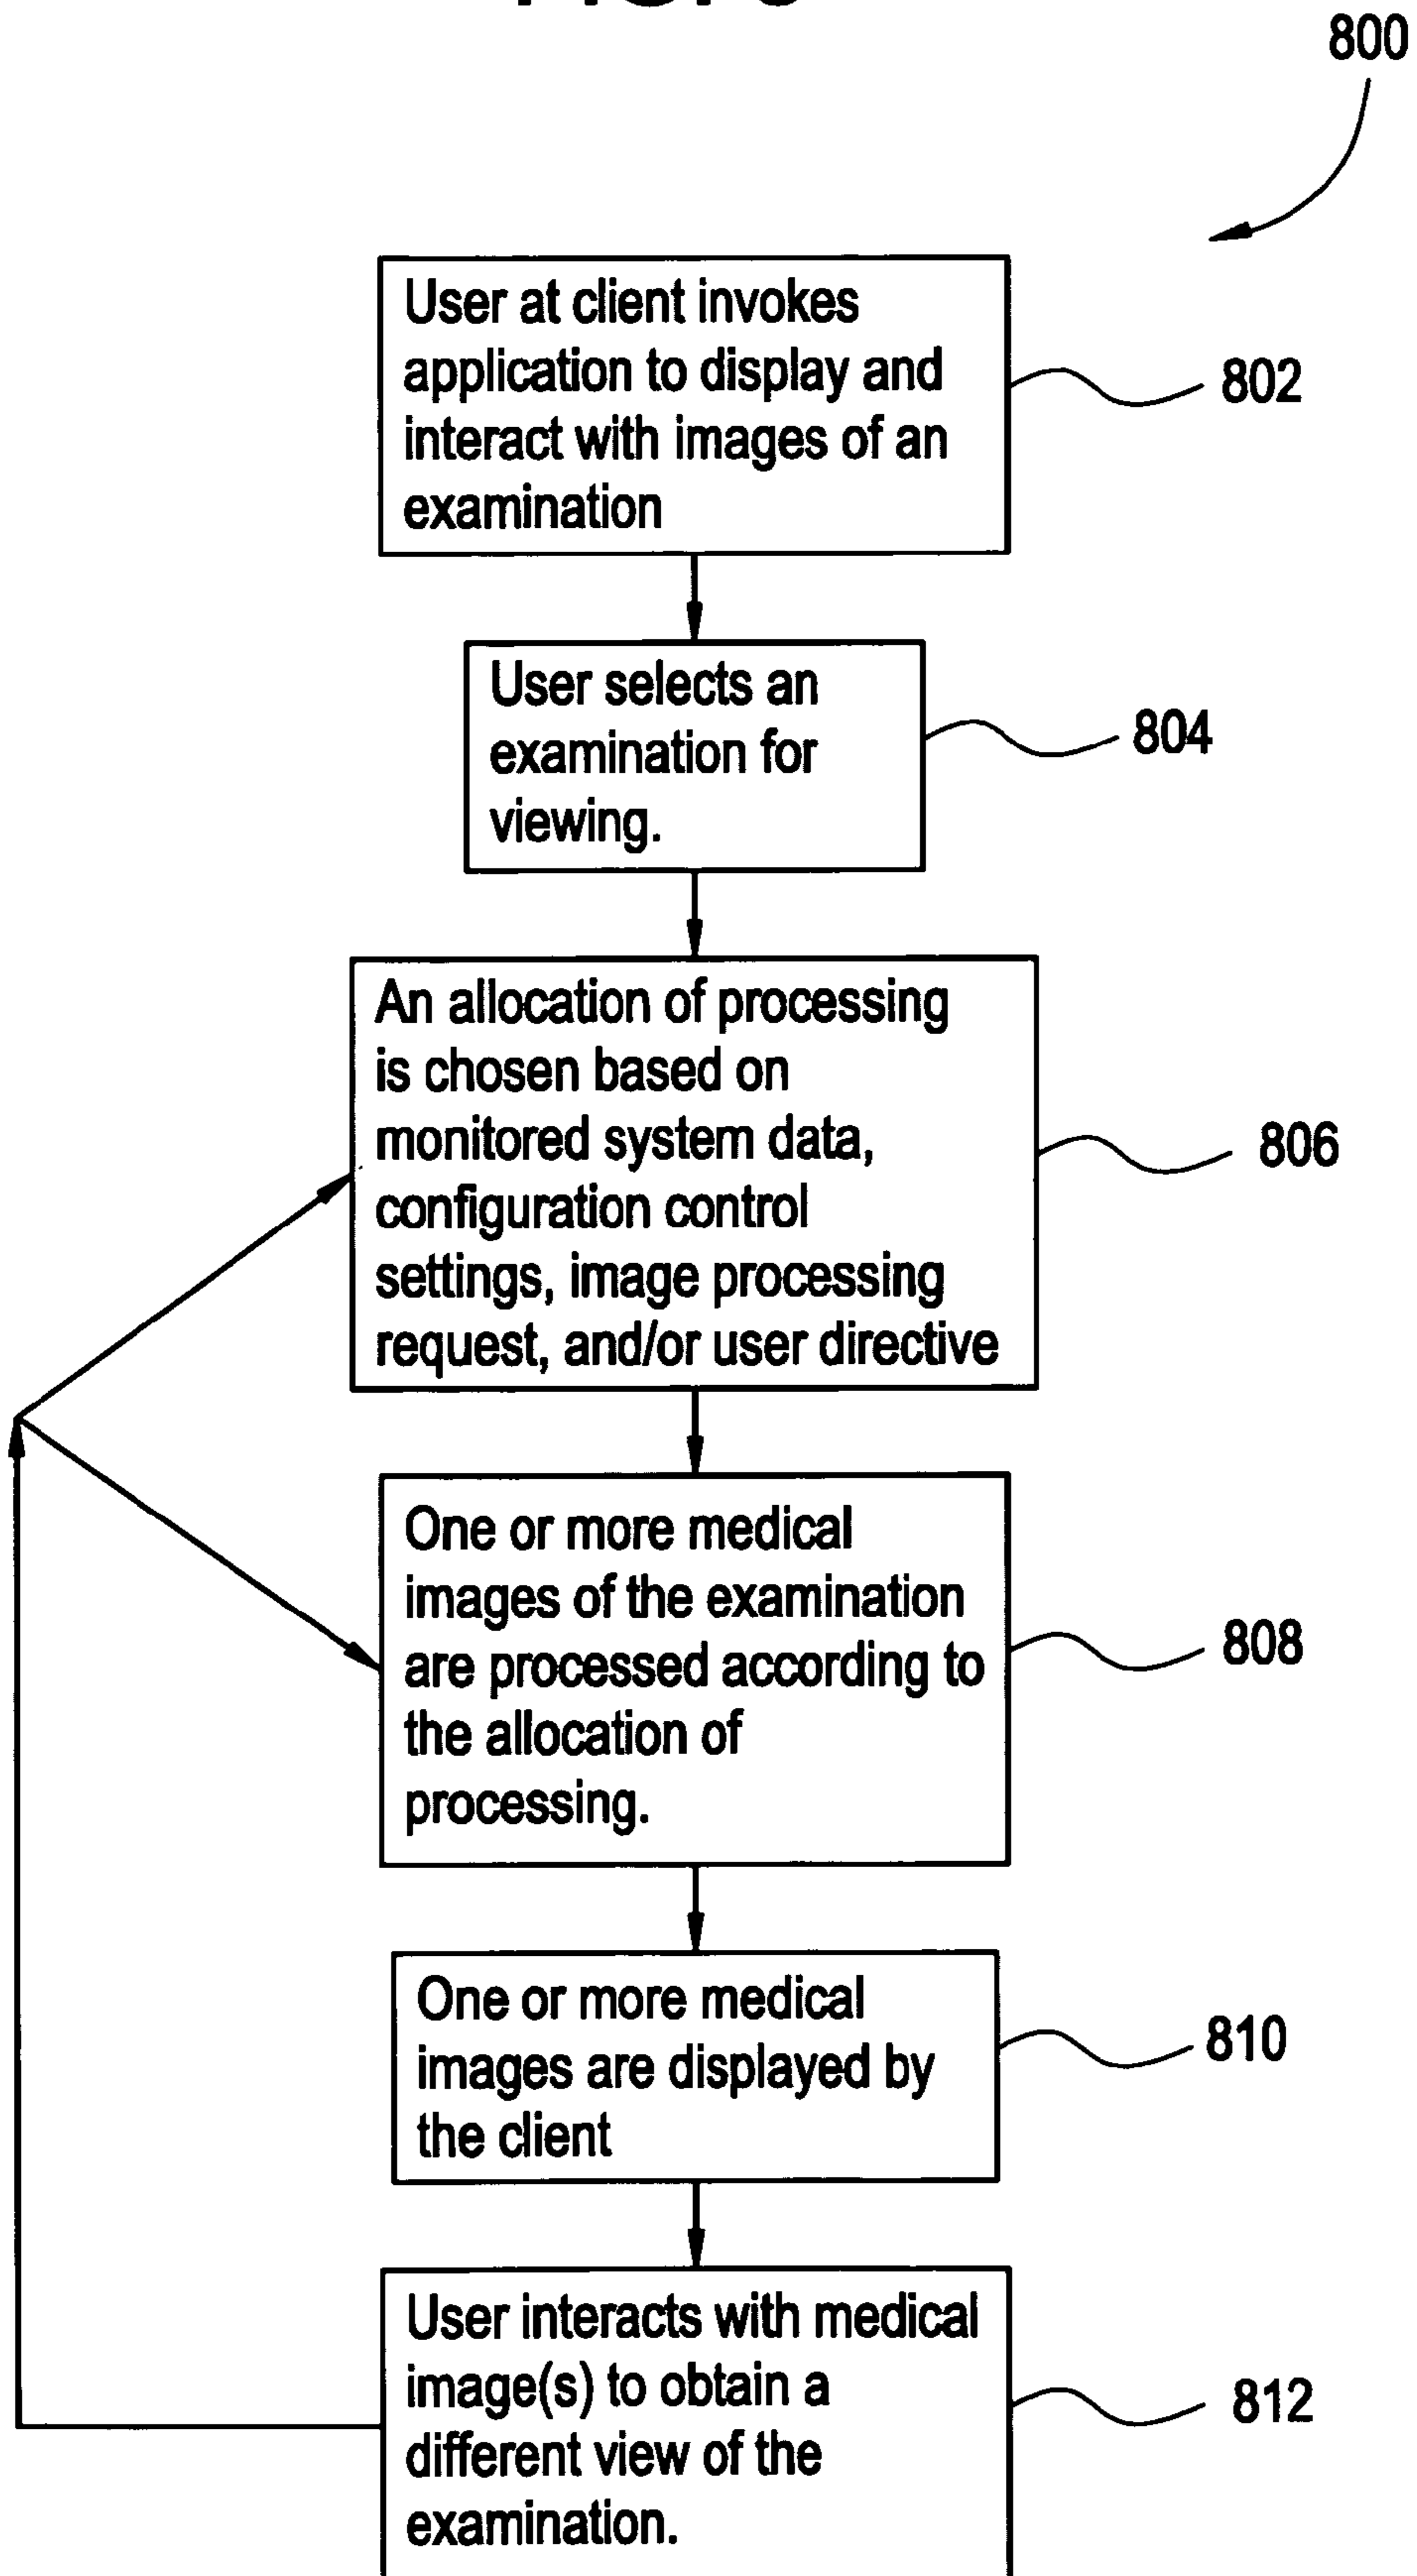 800
User at client invokes
application to display and
interact with images of an
examination
802
User selects an
examination for
viewing.
804
An allocation of processing
is chosen based on
monitored system data,
configuration control
settings, image processing
request, and/or user directive
806
One or more medical
images of the examination
are processed according to
the allocation of
processing.
808
One or more medical
images are displayed by
the client
810
User interacts with medical
image(s) to obtain a
different view of the
examination.
812